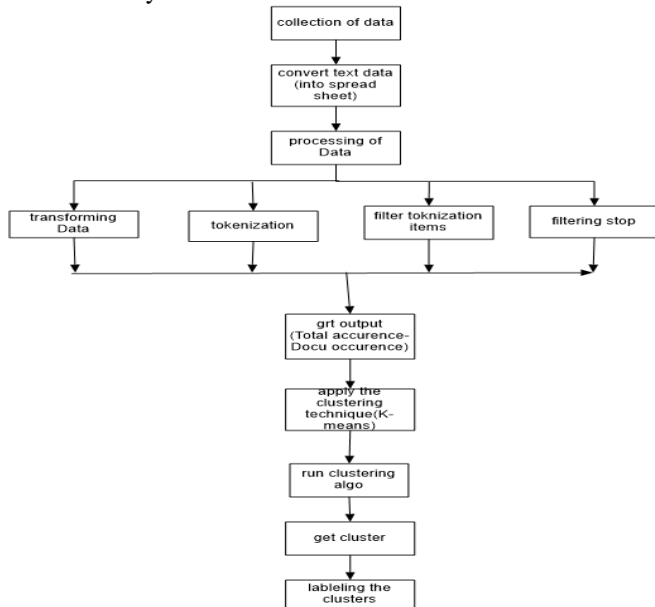 collection of data
convert text data
(into spread
sheet)
processing of
Data
transforming
Data
tokenization
filter toknization
items
filtering stop
grt output
(Total accurence-
Docu occurence)
apply the
clustering
technique(K-
means)
run clustering
algo
get cluster
lableling the
clusters